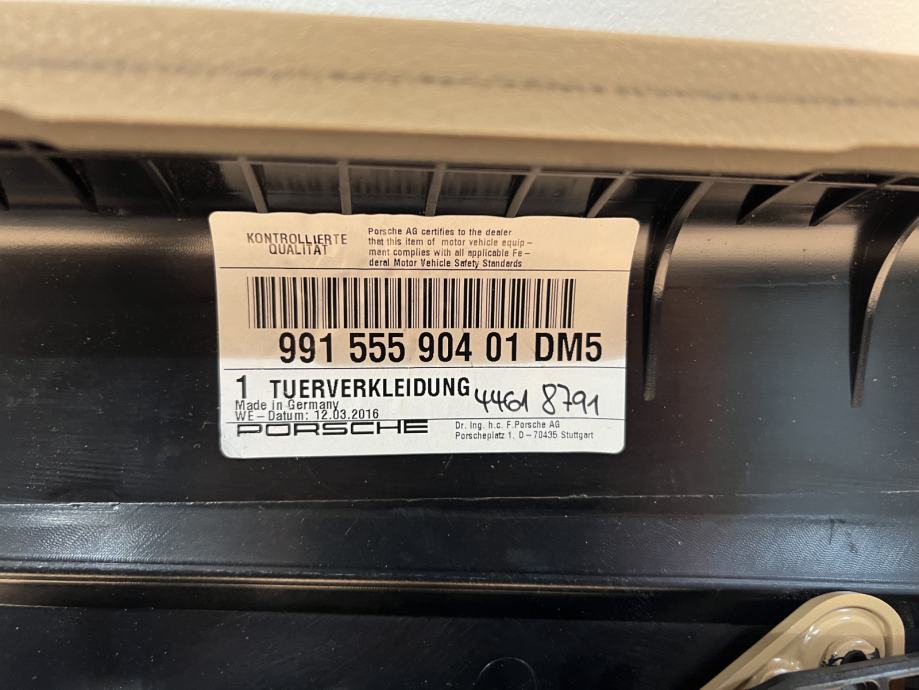 KONTROLLIERTE
QUALITÄT
Porsche AG certifies to the dealer
that this item of motor vehicle equip-
ment complies with all applicable Fe-
deral Motor Vehicle Safety Standards
991 555 904 01 DM5
1 TUERVERKLEIDUNG
4461 8791
Made in Germany
WE-Datum: 12.03.2016
PORSCHE
Dr. Ing. h.c. F.Porsche AG
Porscheplatz 1, D-70435 Stuttgart